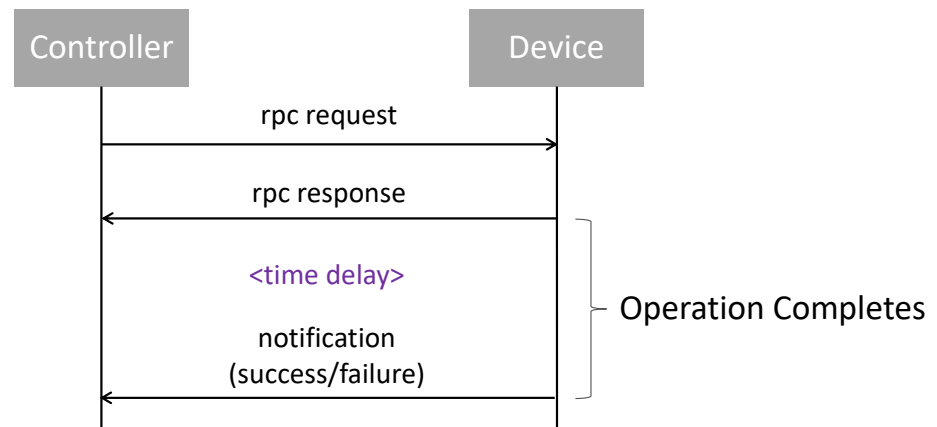 Controller
Device
rpc request
rpc response
<time delay>
Operation Completes
notification
(success/failure)